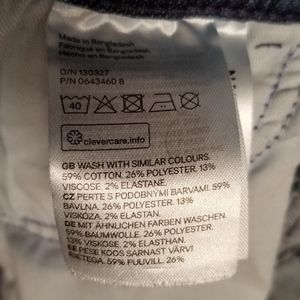 Made in Bangladesh
Fabriqué en Bangladesh
Hecho en Bangladesh
O/N 130327
P/N 0643460 8
40
clevercare.info
GB WASH WITH SIMILAR COLOURS.
59% COTTON. 26% POLYESTER. 13%
VISCOSE. 2% ELASTANE.
CZ PERTE S PODOBNÝMI BARVAMI. 59%
BAVLNA. 26% POLYESTER. 13%
VISKÓZA. 2% ELASTAN.
DE MIT ÄHNLICHEN FARBEN WASCHEN.
59% BAUMWOLLE. 26% POLYESTER.
13% VISKOSE. 2% ELASTHAN.
EE PESE KOOS SARNAST VÄRVI
59% PUUVILL. 26%